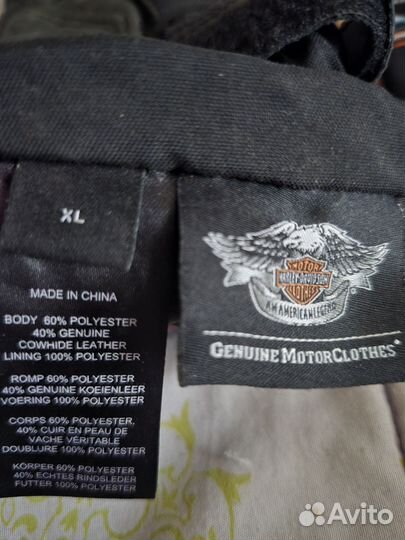 XL
MADE IN CHINA
BODY 60% POLYESTER
40% GENUINE
COWHIDE LEATHER
LINING 100% POLYESTER
ROMP 60% POLYESTER
40% GENUINE KOEIENLEER
VOERING 100% POLYESTER
CORPS 60% POLYESTER,
40% CUIR EN PEAU DE
VACHE VÉRITABLE
DOUBLURE 100% POLYESTER
KÖRPER 60% POLYESTER
40% ECHTES RINDSLEDER
FUTTER 100% POLYESTER
MOTOR
HARLEY-DAVIDSON
CLOTHES
AN AMERICAN LEGEND
GENUINE MOTORCLOTHES®
Avito